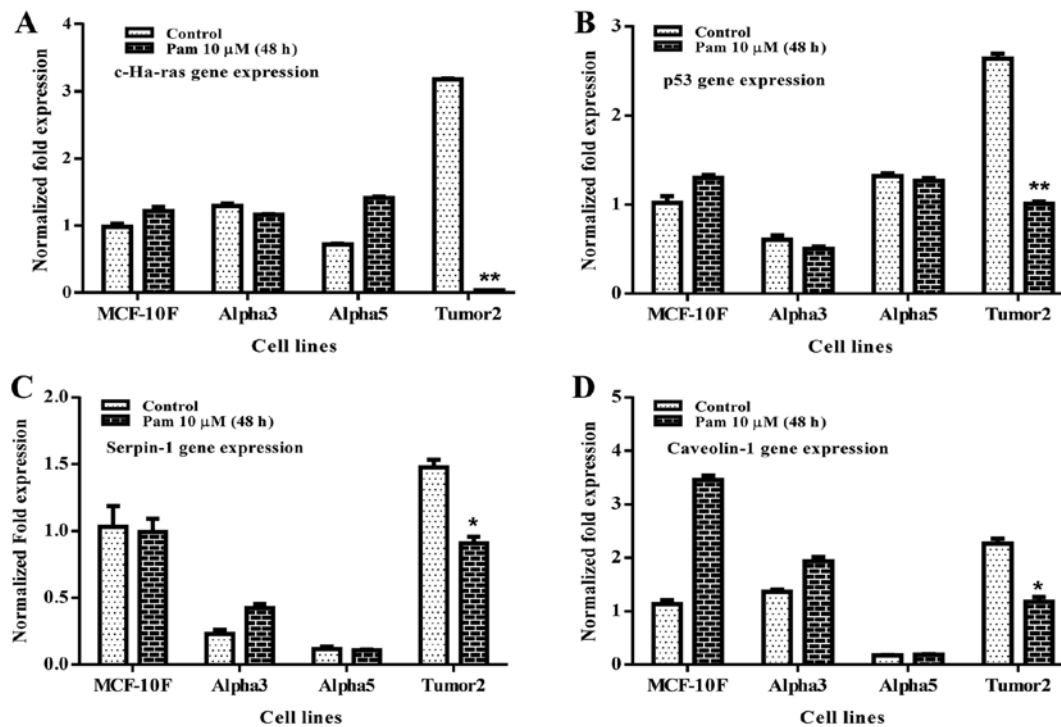 A
4
3
2
1
0
Normalized fold expression
Control
Pam 10 µM (48 h)
c-Ha-ras gene expression
**
MCF-10F Alpha3 Alpha5 Tumor2
Cell lines
B
3
2
1
0
Normalized fold expression
Control
Pam 10 µM (48 h)
p53 gene expression
**
MCF-10F Alpha3 Alpha5 Tumor2
Cell lines
C
2.0
1.5
1.0
0.5
0.0
Normalized Fold expression
Control
Pam 10 µM (48 h)
Serpin-1 gene expression
*
MCF-10F Alpha3 Alpha5 Tumor2
Cell lines
D
5
4
3
2
1
0
Normalized fold expression
Control
Pam 10 µM (48 h)
Caveolin-1 gene expression
*
MCF-10F Alpha3 Alpha5 Tumor2
Cell lines